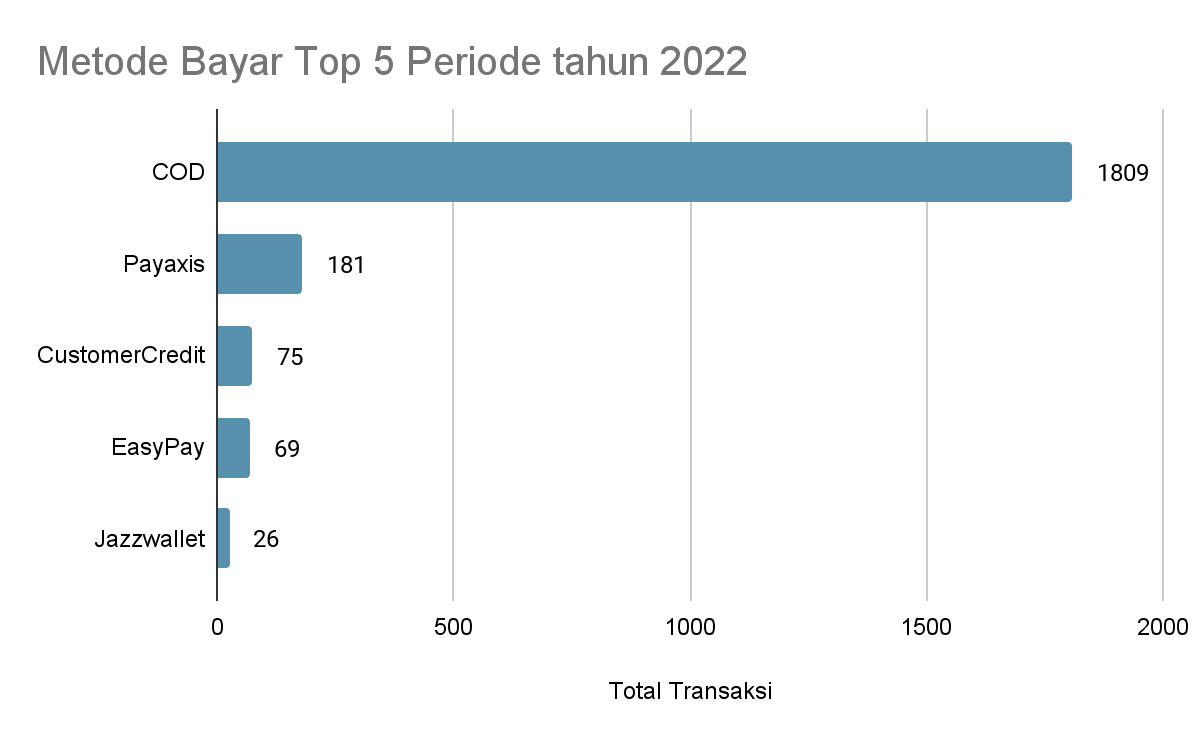 Metode Bayar Top 5 Periode tahun 2022
COD
1809
Payaxis
181
CustomerCredit
75
EasyPay
69
Jazzwallet
26
0 500 1000 1500 2000
Total Transaksi